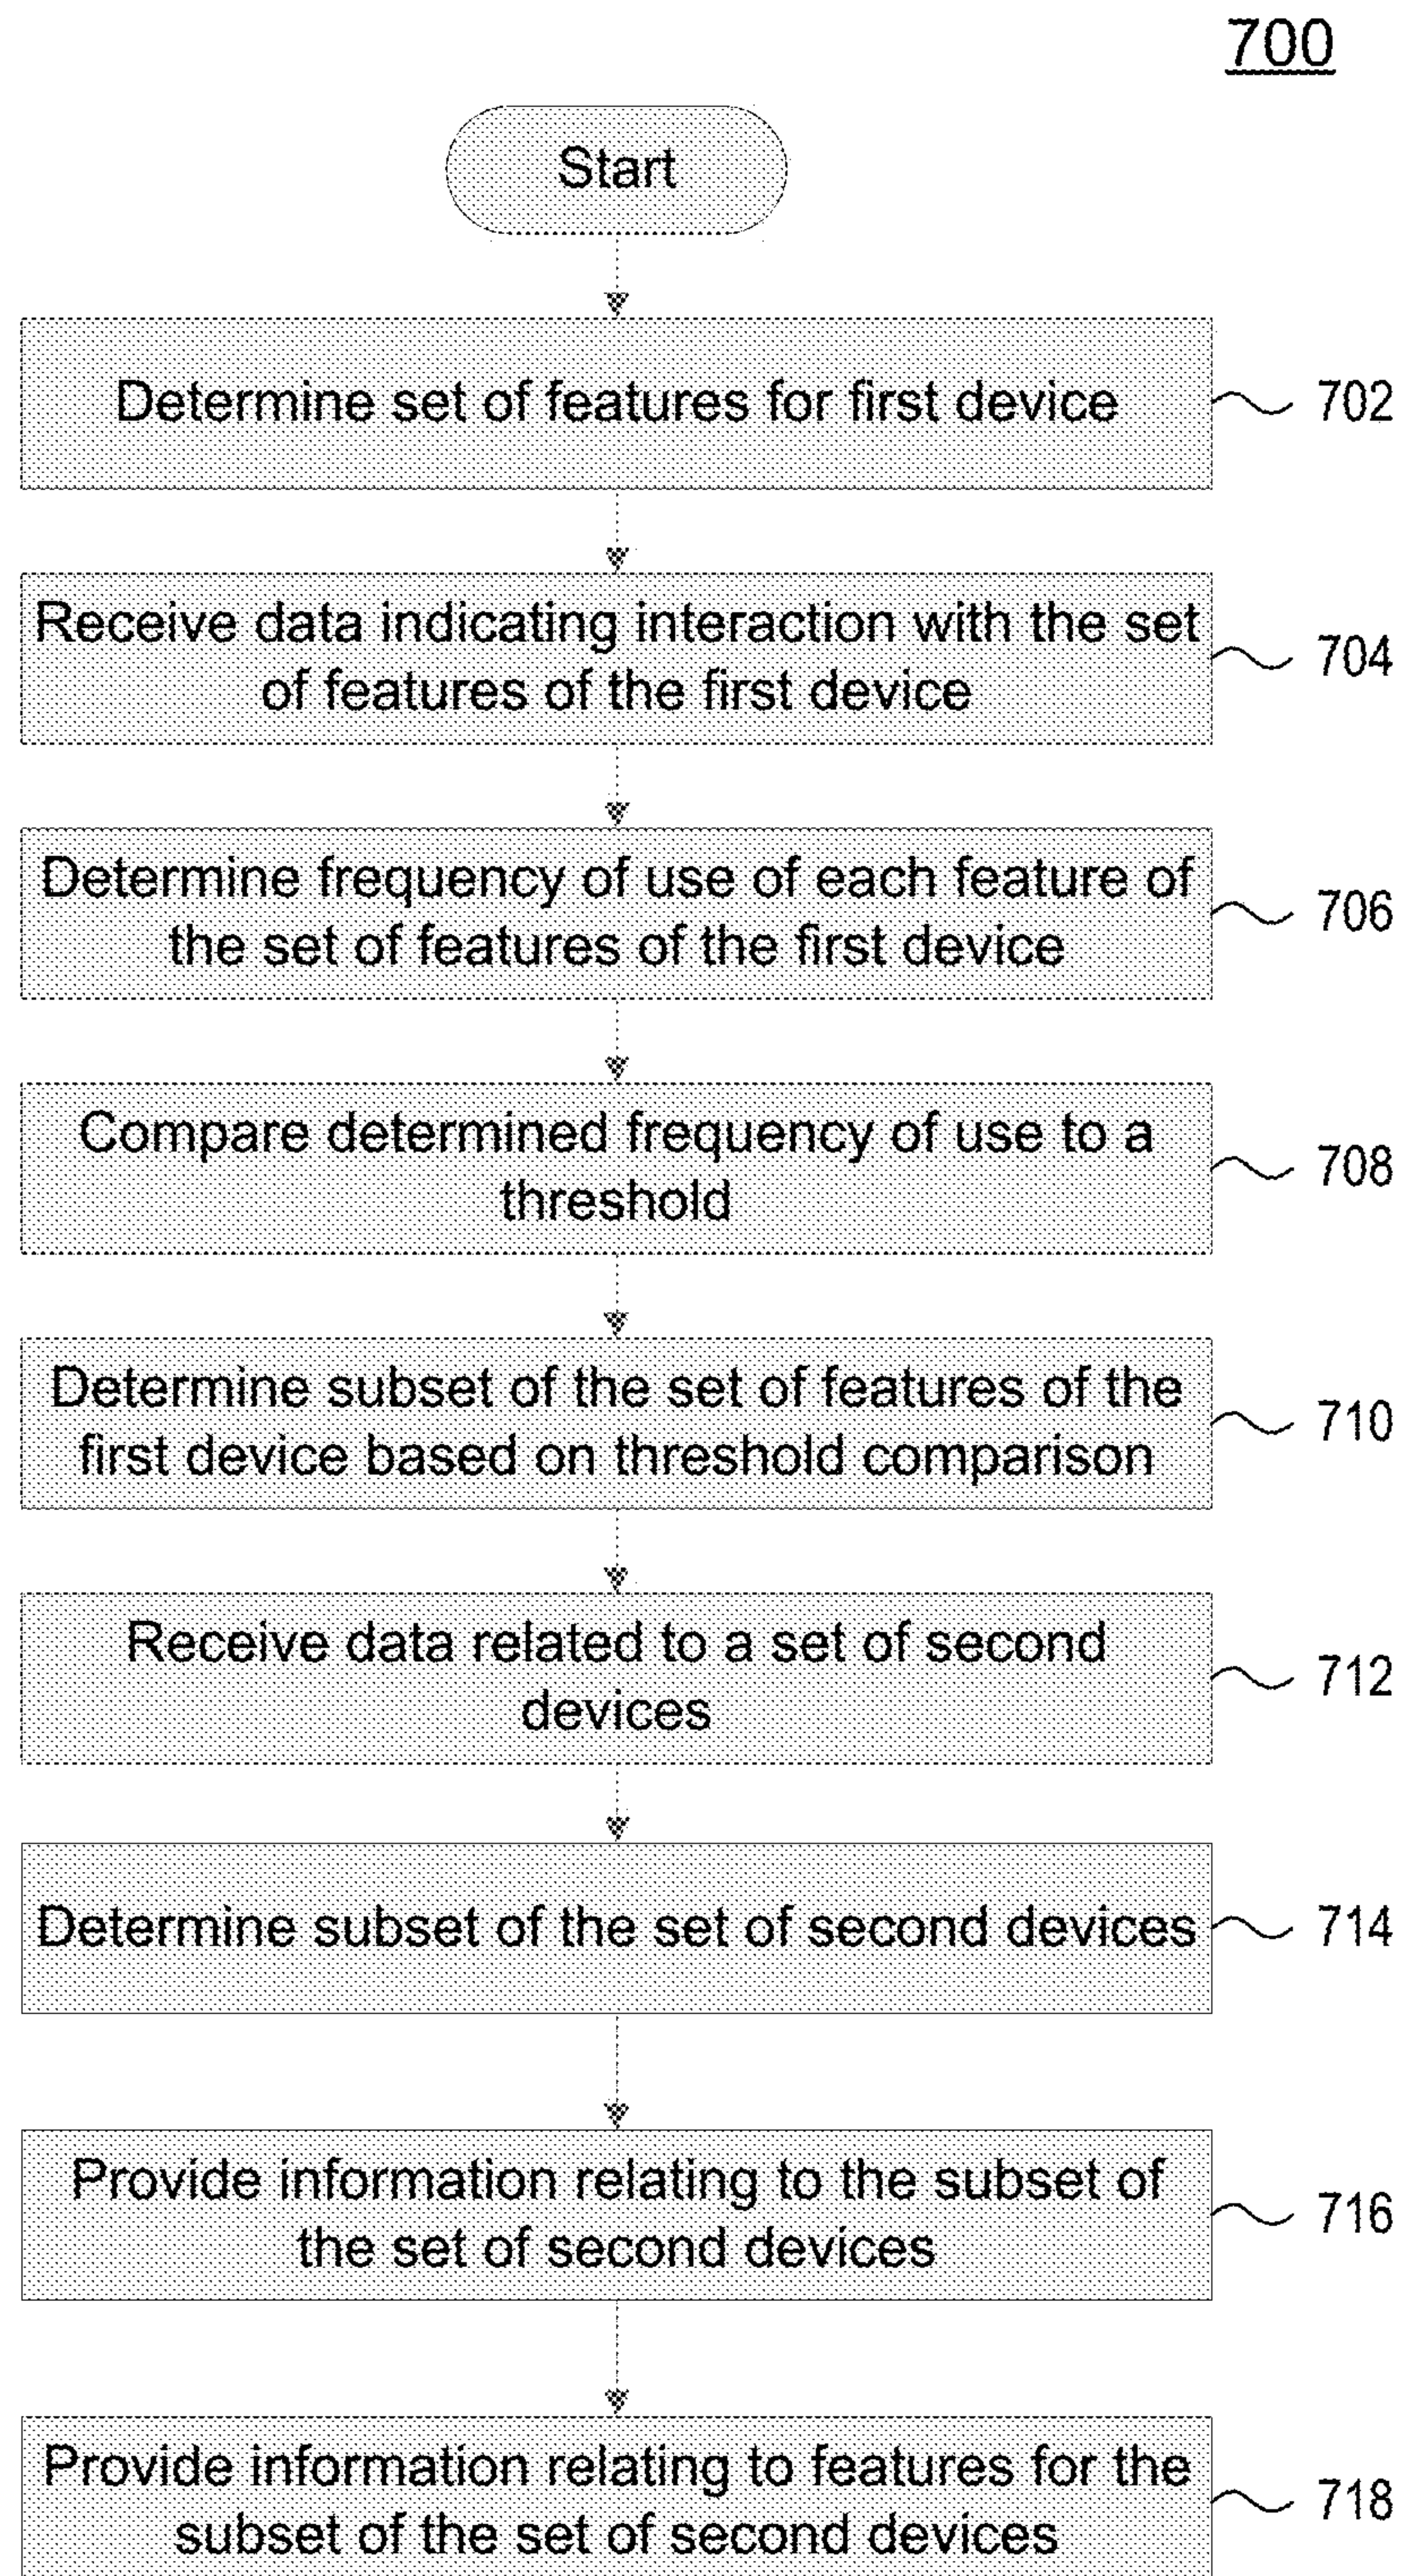 700
Start
Determine set of features for first device
702
Receive data indicating interaction with the set
of features of the first device
704
Determine frequency of use of each feature of
the set of features of the first device
706
Compare determined frequency of use to a
threshold
708
Determine subset of the set of features of the
first device based on threshold comparison
710
Receive data related to a set of second
devices
712
Determine subset of the set of second devices
714
Provide information relating to the subset of
the set of second devices
716
Provide information relating to features for the
subset of the set of second devices
718